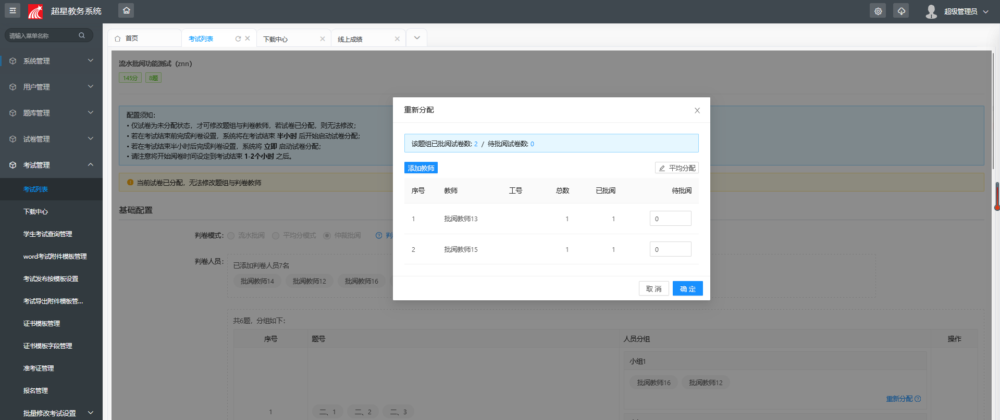 超星教务系统
超级管理员
请输入菜单名称
系统管理
用户管理
题库管理
试卷管理
考试管理
考试列表
下载中心
学生考试查询管理
word考试附件模板管理
考试发布按模板设置
考试导出附件模板管...
证书模板管理
证书模板字段管理
准考证管理
报名管理
批量修改考试设置
首页
考试列表
下载中心
线上成绩
流水批阅功能测试（znn）
145分
8题
配置须知：
• 仅试卷为未分配状态，才可修改题组与判卷教师，若试卷已分配，则无法修改；
• 若在考试结束前完成判卷设置，系统将在考试结束 半小时 后开始启动试卷分配；
• 若在考试结束半小时后完成判卷设置，系统将 立即 启动试卷分配；
• 请注意将开始阅卷时间设定到考试结束 1-2个小时 之后。
当前试卷已分配，无法修改题组与判卷教师
基础配置
判卷模式：
流水批阅
平均分模式
仲裁批阅
判
判卷人员：
已添加判卷人员7名
批阅教师14
批阅教师12
批阅教师16
共6题，分组如下：
序号
题号
人员分组
操作
小组1
批阅教师16
批阅教师12
重新分配
1
二、1
二、2
二、3
重新分配
该题组已批阅试卷数: 2 / 待批阅试卷数: 0
添加教师
平均分配
序号
教师
工号
总数
已批阅
待批阅
1
批阅教师13
1
1
0
2
批阅教师15
1
1
0
取 消
确 定